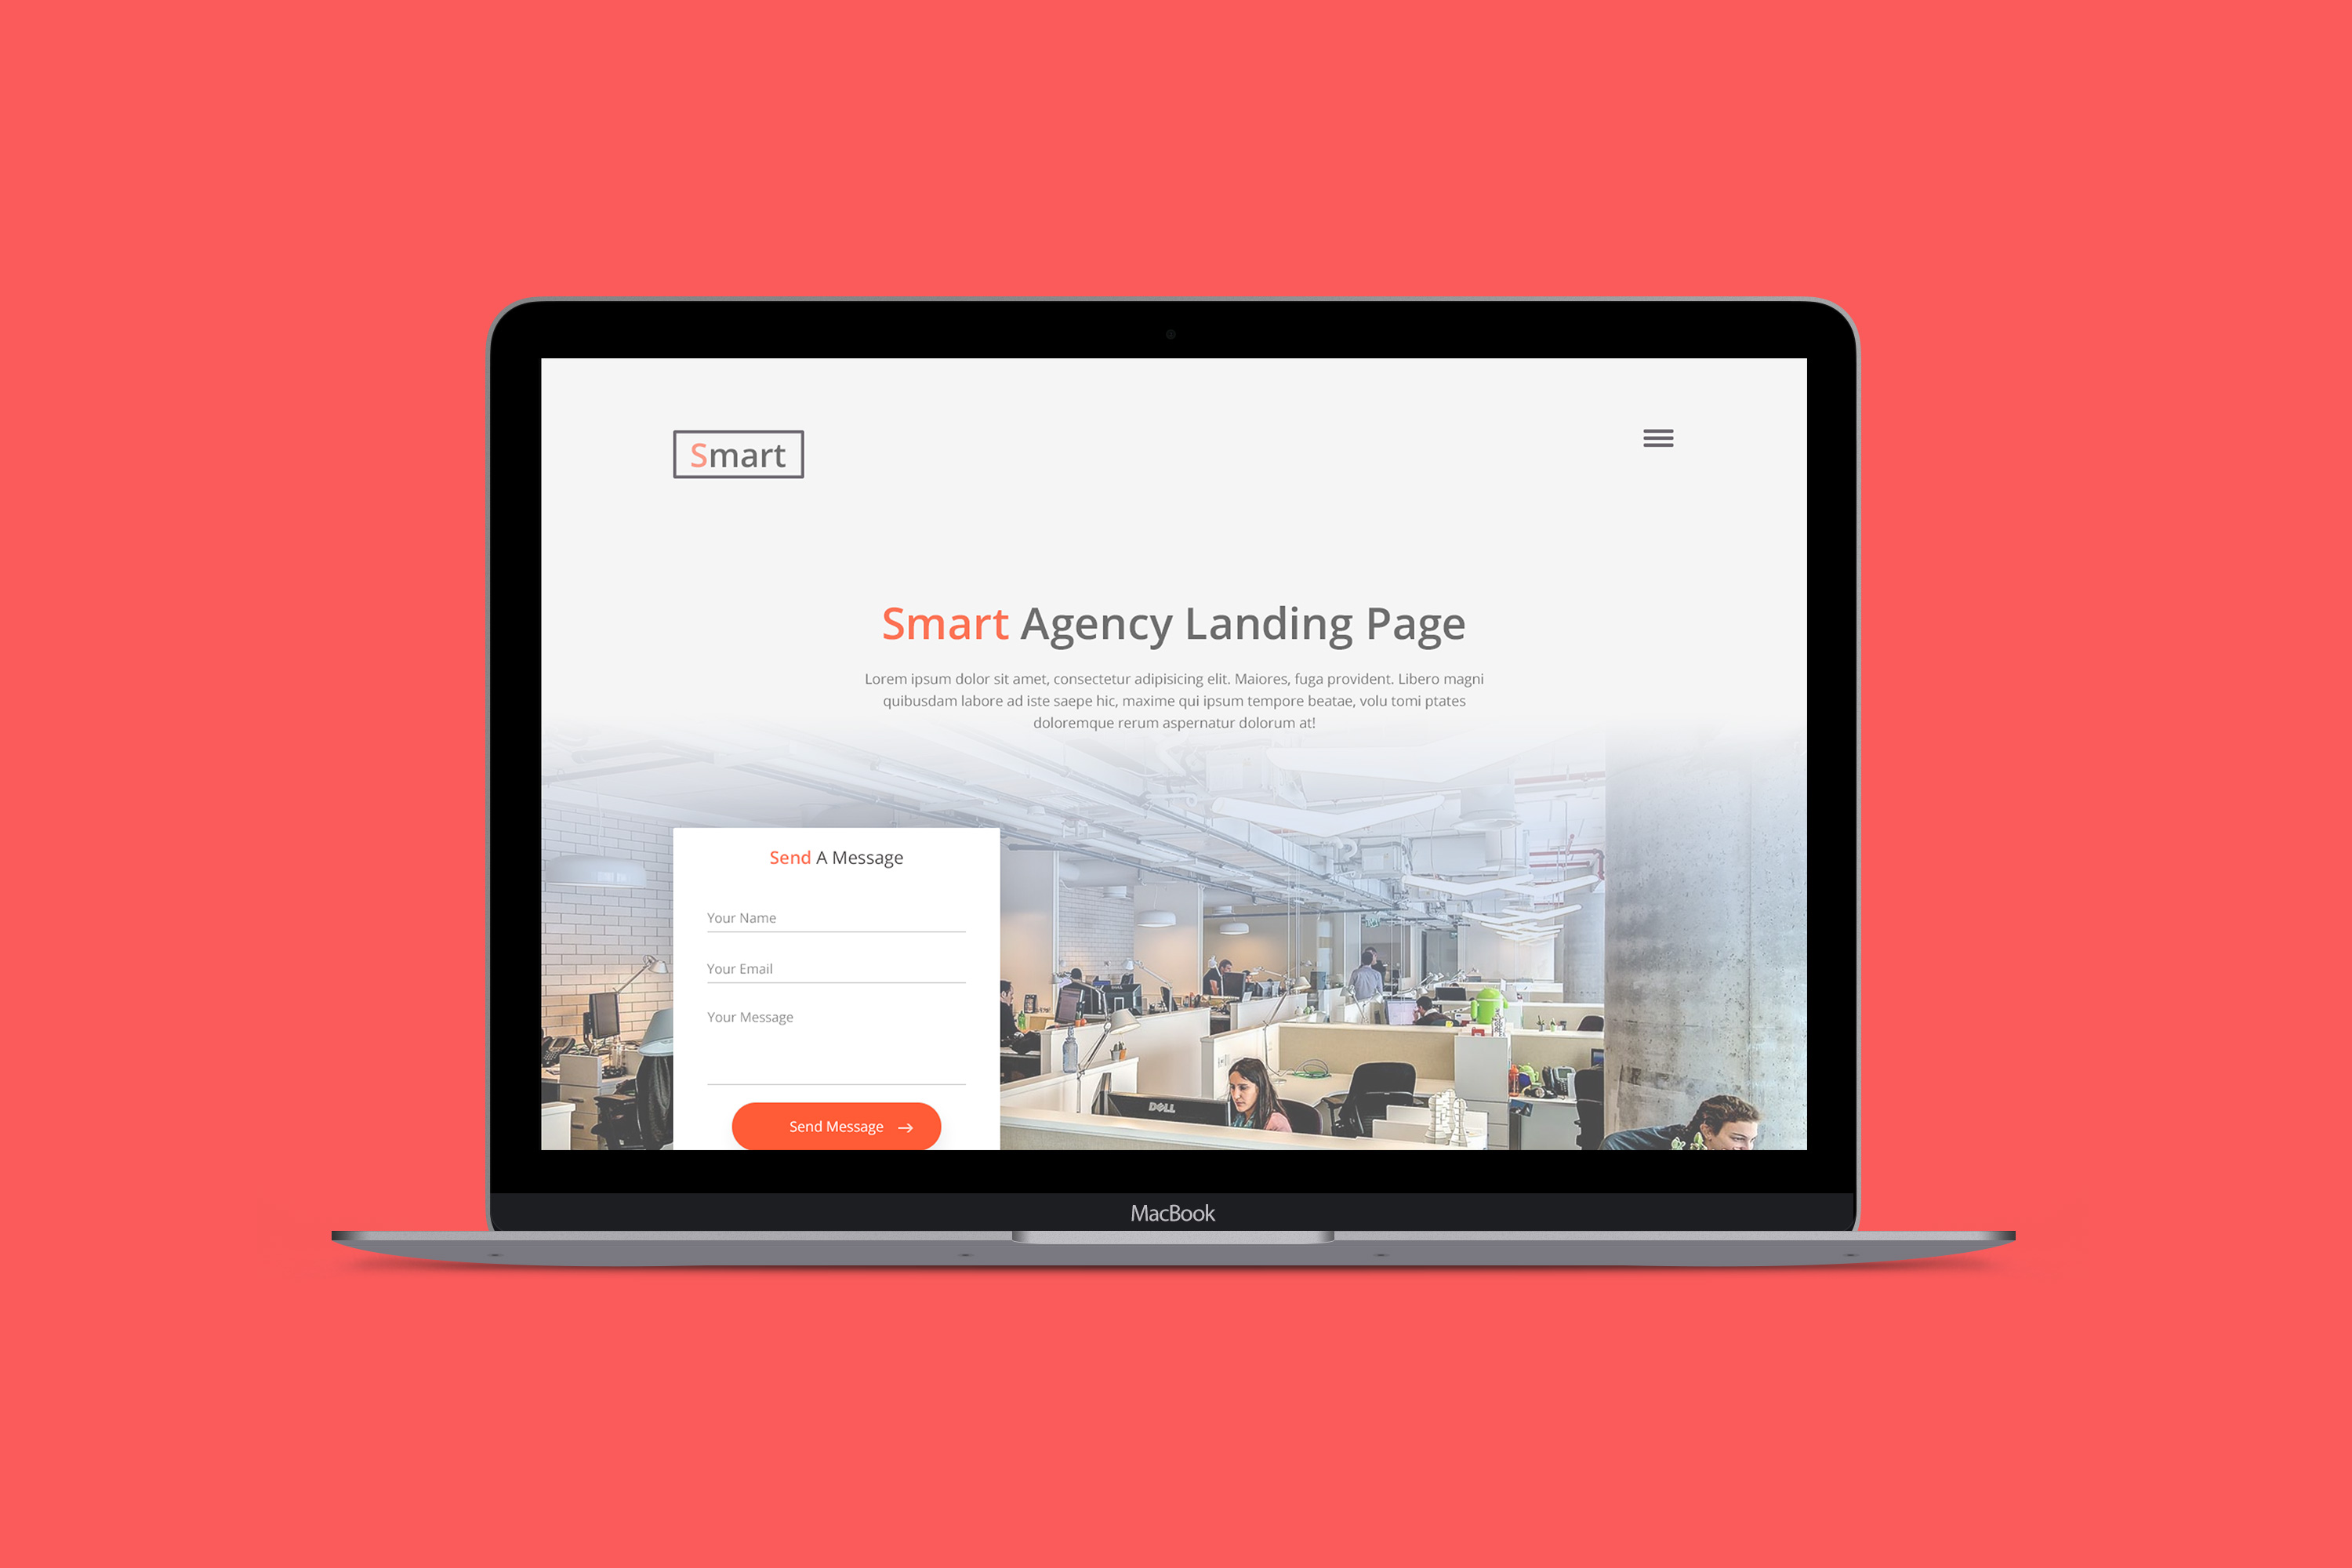 Smart
Smart Agency Landing Page
Lorem ipsum dolor sit amet, consectetur adipisicing elit. Maiores, fuga provident. Libero magni
quibusdam labore ad iste saepe hic, maxime qui ipsum tempore beatae, volu tomi ptates
doloremque rerum aspernatur dolorum at!
Send A Message
Your Name
Your Email
Your Message
Send Message
DELL
MacBook